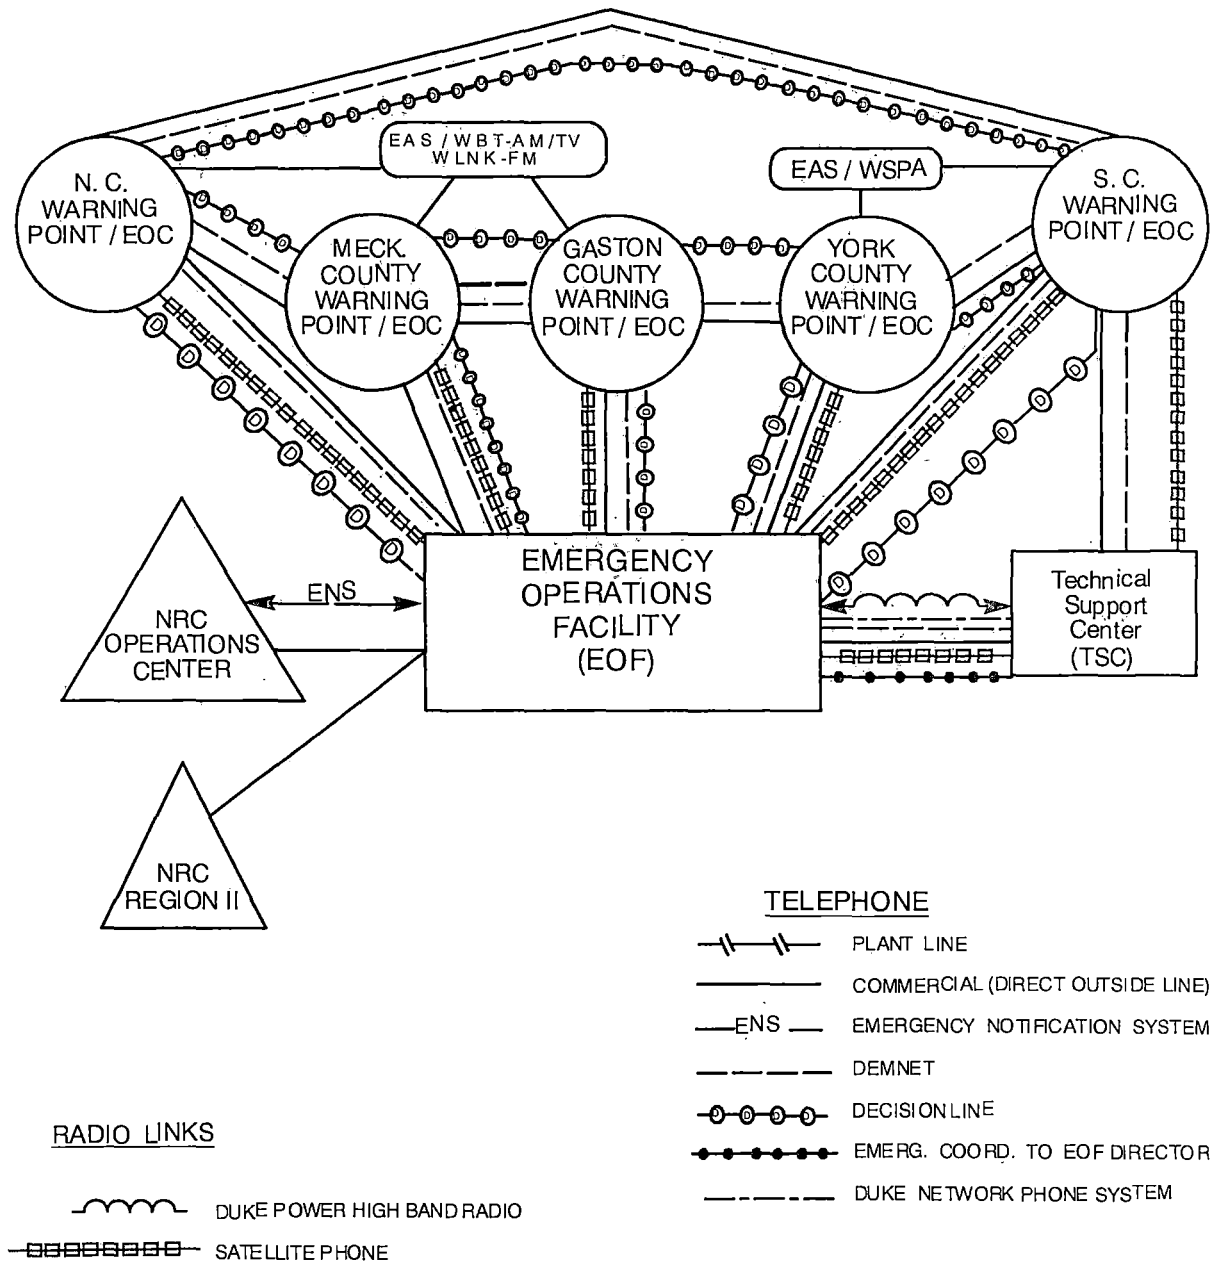 EAS / WBT-AM/TV
WLNK-FM
EAS / WSPA
N. C.
WARNING
POINT / EOC
MECK.
COUNTY
WARNING
POINT / EOC
GASTON
COUNTY
WARNING
POINT / EOC
YORK
COUNTY
WARNING
POINT / EOC
S. C.
WARNING
POINT / EOC
NRC
OPERATIONS
CENTER
ENS
EMERGENCY
OPERATIONS
FACILITY
(EOF)
Technical
Support
Center
(TSC)
NRC
REGION II
TELEPHONE
PLANT LINE
COMMERCIAL (DIRECT OUTSIDE LINE)
ENS EMERGENCY NOTIFICATION SYSTEM
DEMNET
DECISION LINE
EMERG. COORD. TO EOF DIRECTOR
DUKE NETWORK PHONE SYSTEM
RADIO LINKS
DUKE POWER HIGH BAND RADIO
SATELLITE PHONE